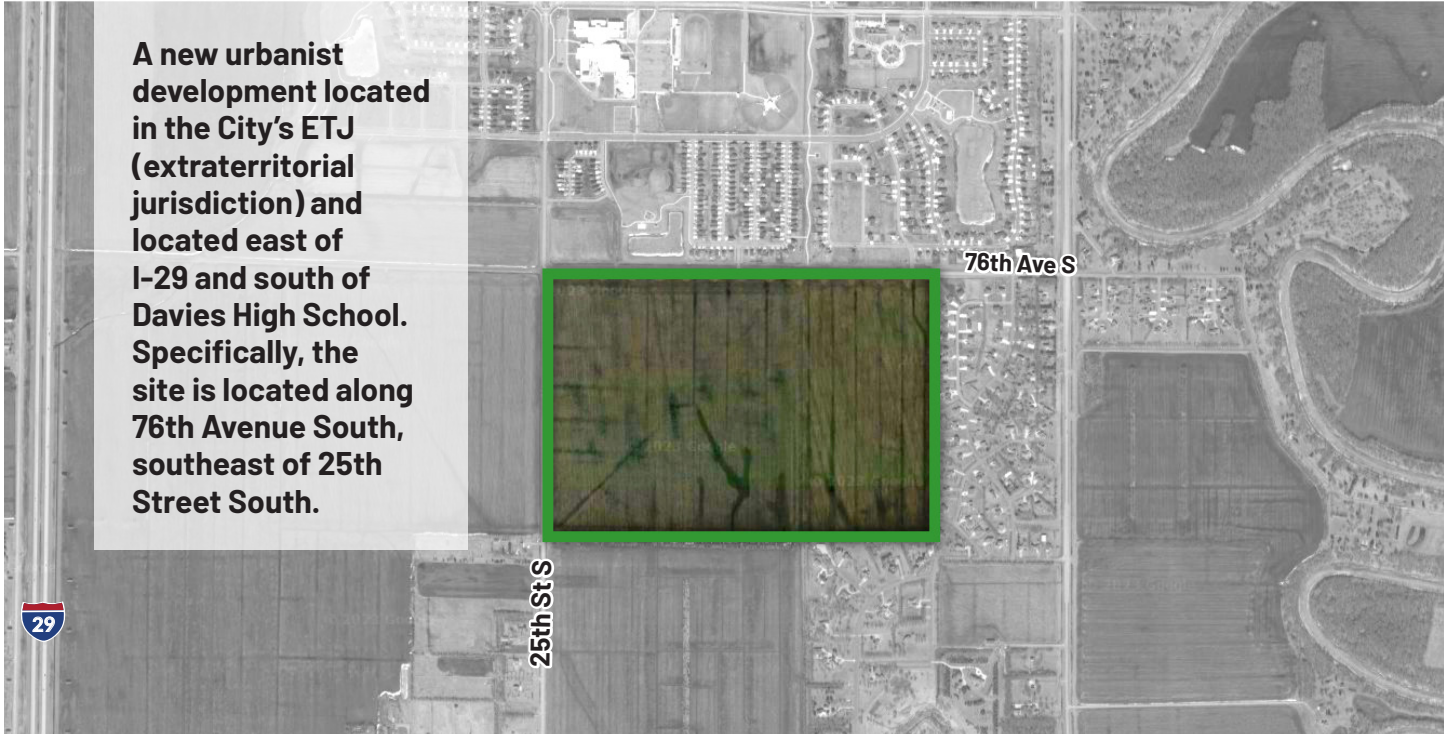 A new urbanist
development located
in the City's ETJ
(extraterritorial
jurisdiction) and
located east of
I-29 and south of
Davies High School.
Specifically, the
site is located along
76th Avenue South,
southeast of 25th
Street South.
76th Ave S
25th St S
29